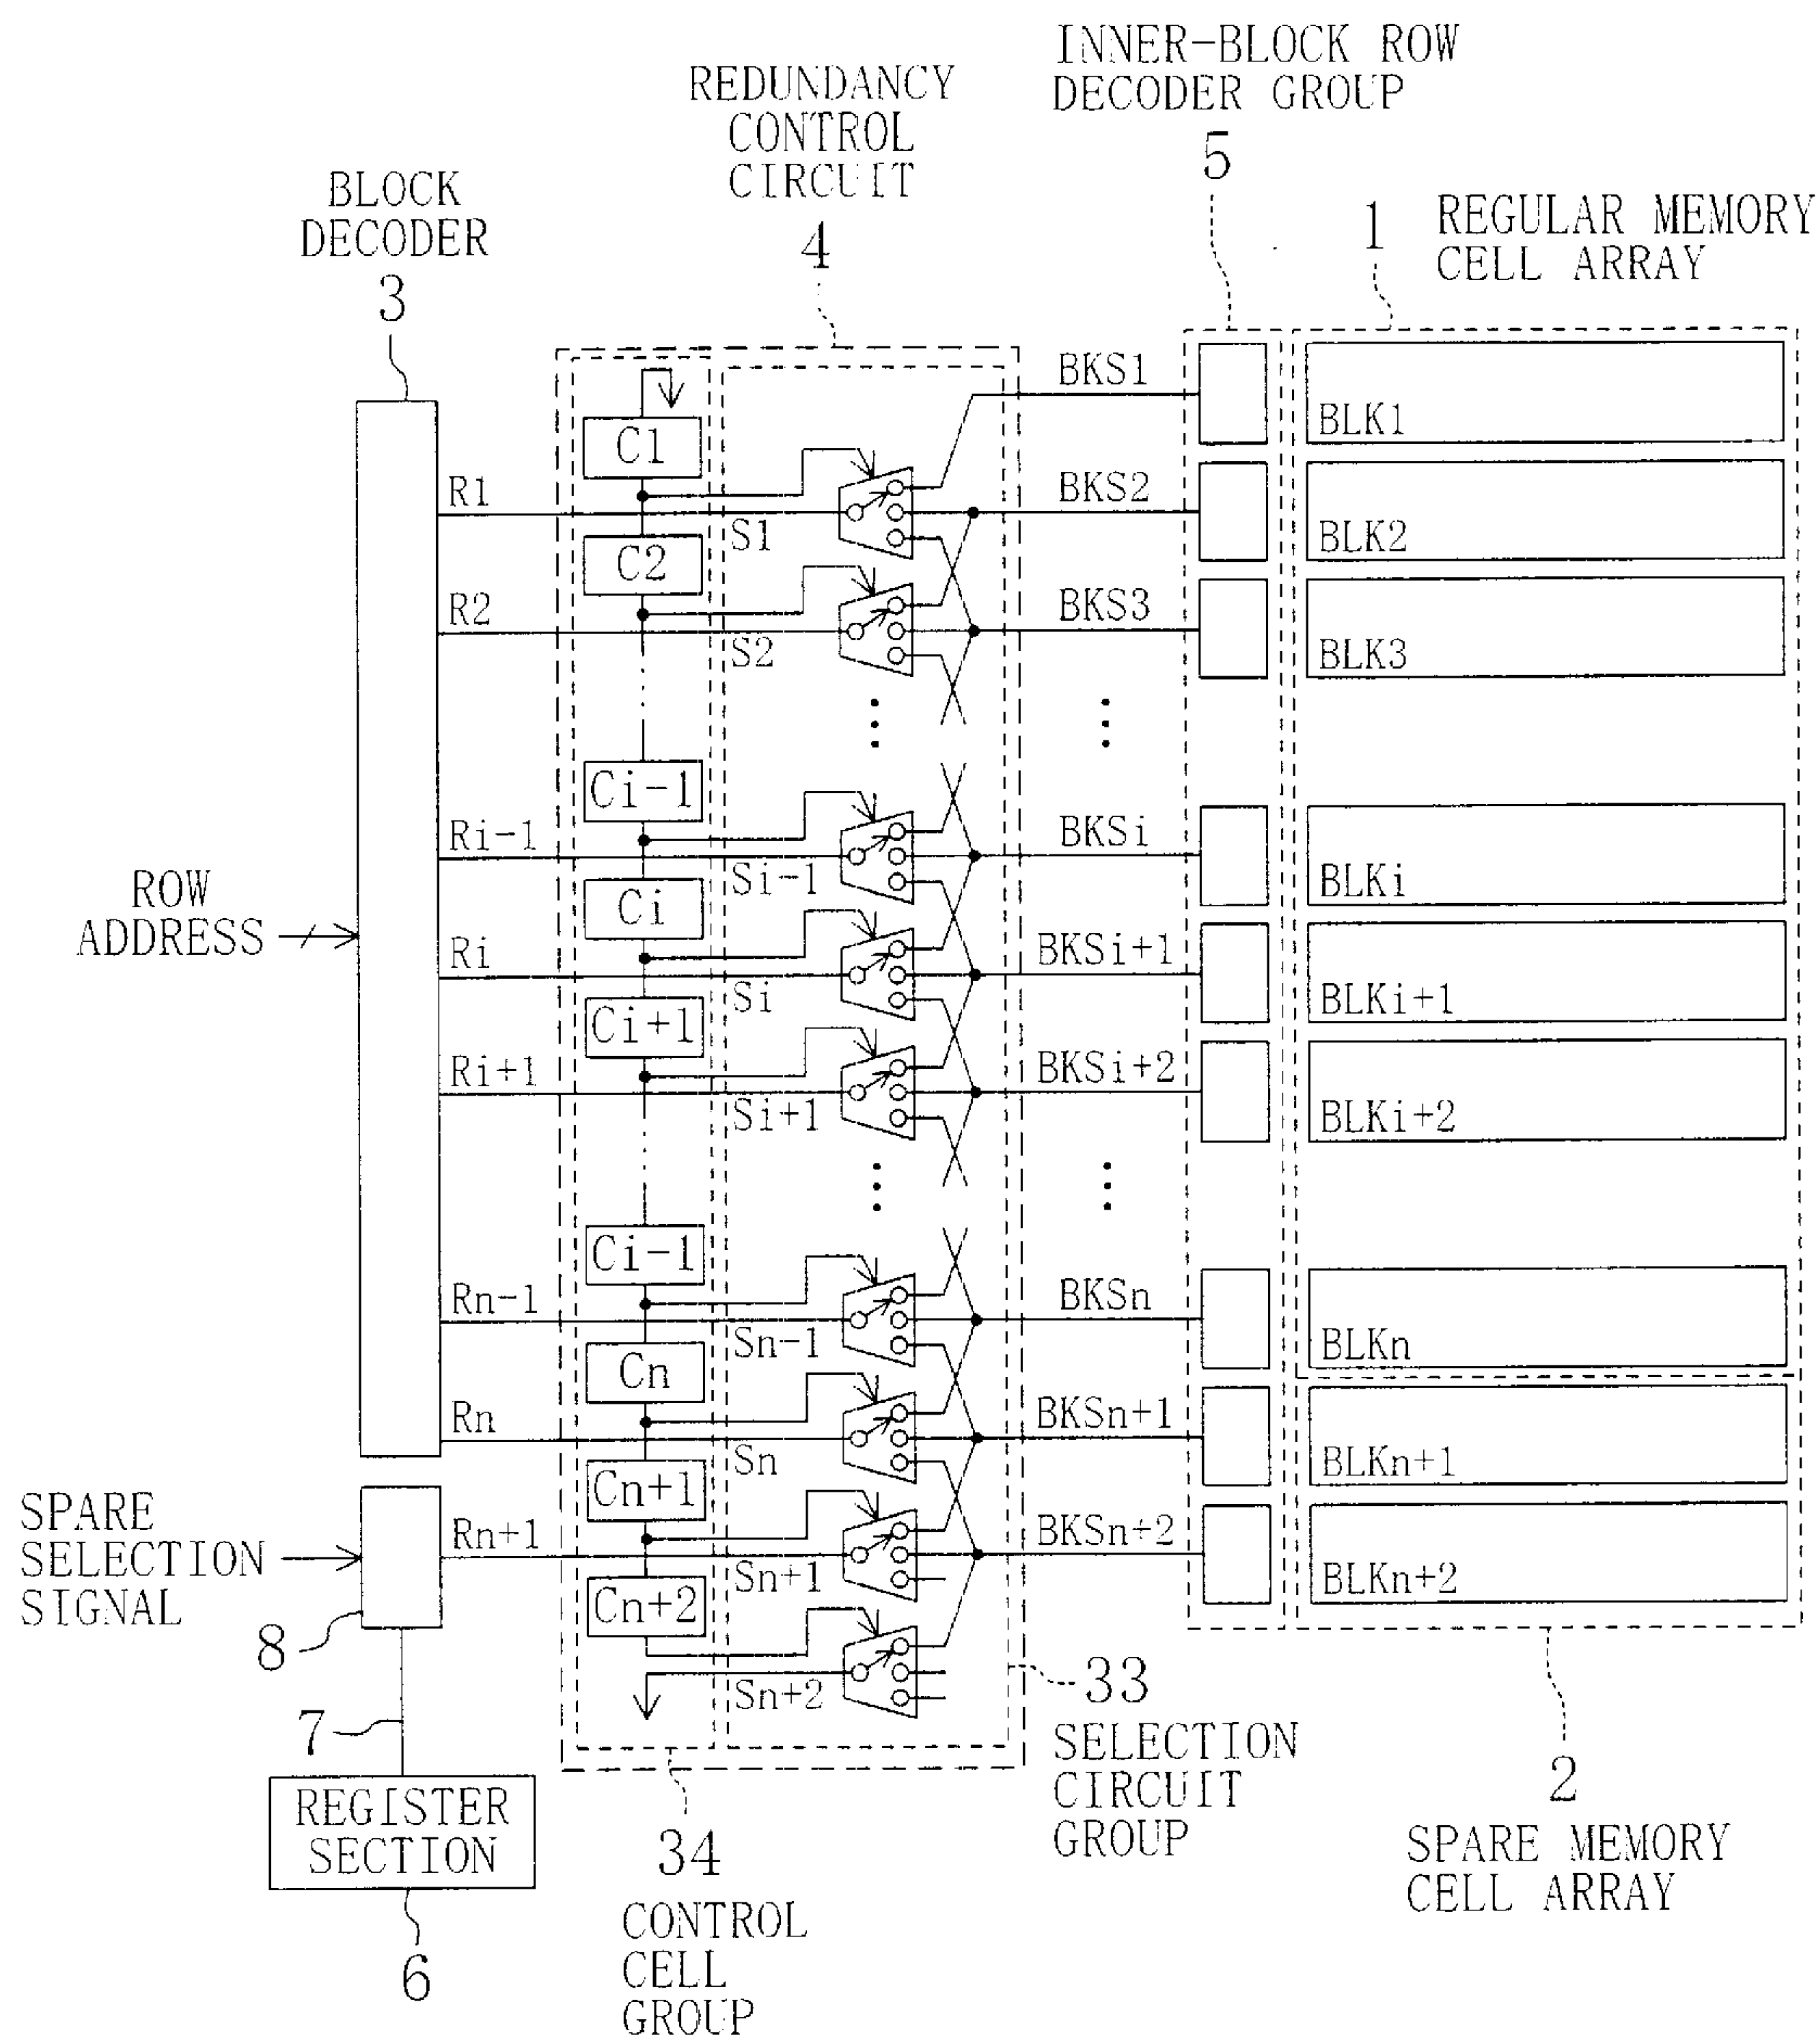 INNER-BLOCK ROW
DECODER GROUP
5
REDUNDANCY
CONTROL
CIRCUIT
4
BLOCK
DECODER
3
1
REGULAR MEMORY
CELL ARRAY
BKS1
BLK1
C1
R1
S1
BKS2
BLK2
C2
R2
S2
BKS3
BLK3
Ci-1
Ri-1
Si-1
BKSi
BLKi
ROW
ADDRESS
Ci
Ri
Si
BKSi+1
BLKi+1
Ci+1
Ri+1
Si+1
BKSi+2
BLKi+2
Ci-1
Rn-1
Sn-1
BKSn
BLKn
Cn
Rn
Sn
BKSn+1
BLKn+1
Cn+1
SPARE
SELECTION
SIGNAL
8
Rn+1
Sn+1
BKSn+2
BLKn+2
Cn+2
Sn+2
7
REGISTER
SECTION
6
34
CONTROL
CELL
GROUP
33
SELECTION
CIRCUIT
GROUP
2
SPARE MEMORY
CELL ARRAY